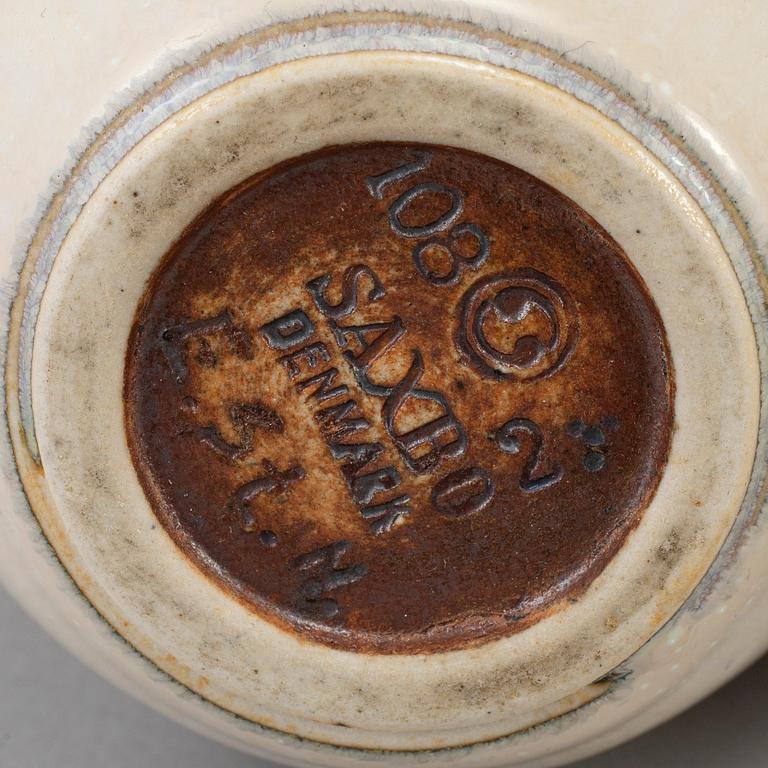 108
S
SAXBO
DENMARK
2
E.St.N.